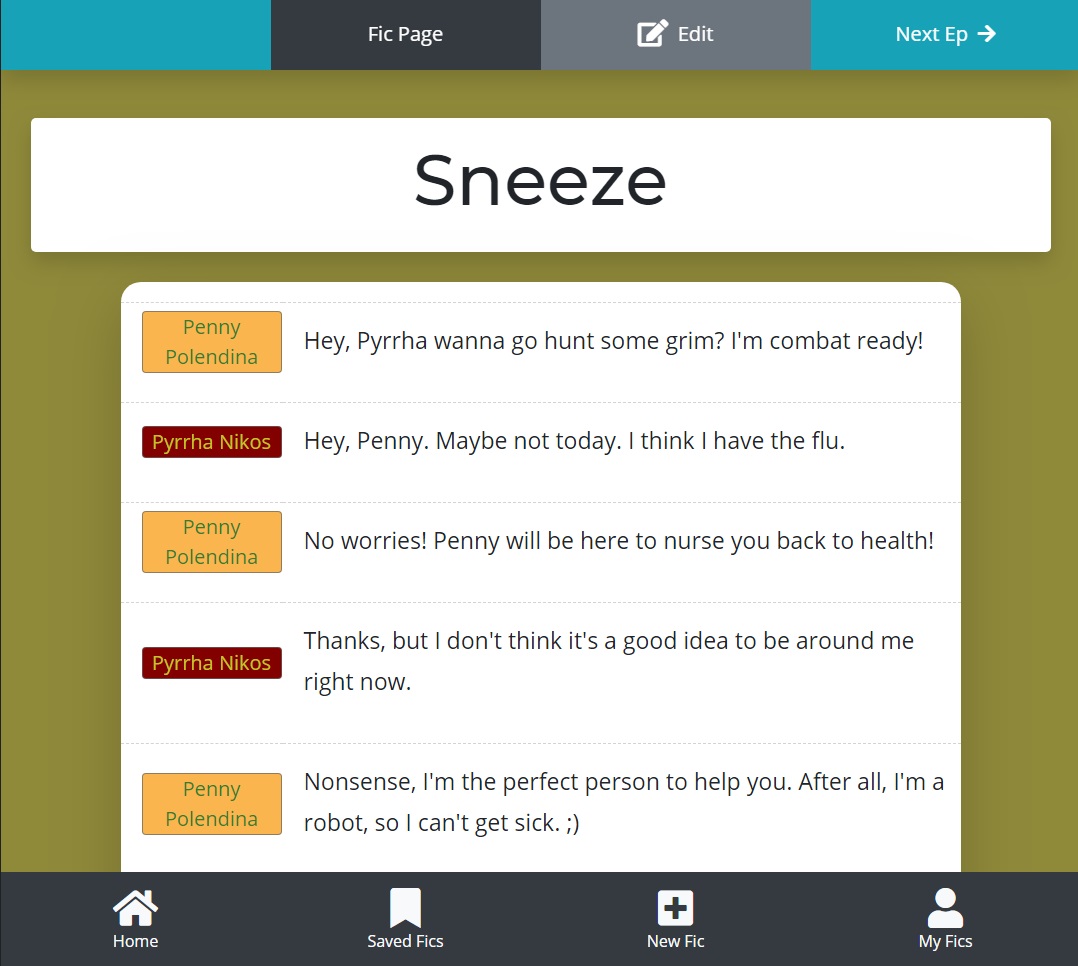 Fic Page
Edit
Next Ep
Sneeze
Penny
Polendina
Hey, Pyrrha wanna go hunt some grim? I'm combat ready!
Pyrrha Nikos
Hey, Penny. Maybe not today. I think I have the flu.
Penny
Polendina
No worries! Penny will be here to nurse you back to health!
Pyrrha Nikos
Thanks, but I don't think it's a good idea to be around me
right now.
Penny
Polendina
Nonsense, I'm the perfect person to help you. After all, I'm a
robot, so I can't get sick. ;)
Home
Saved Fics
New Fic
My Fics